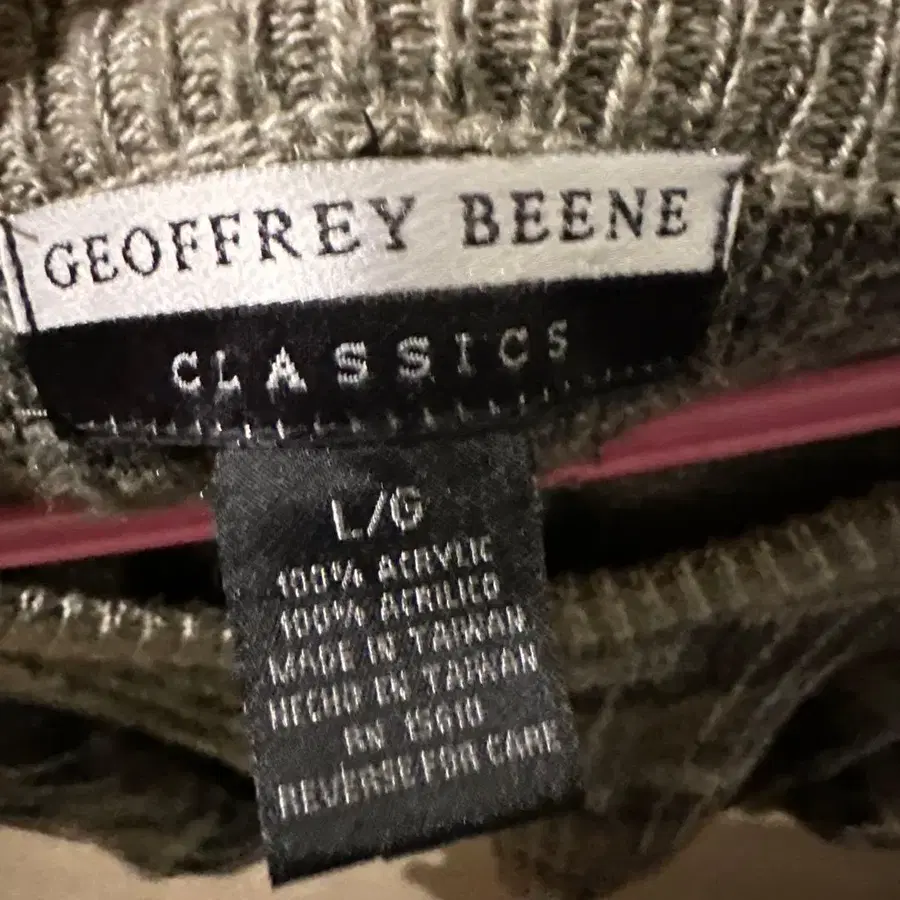 GEOFFREY BEENE
CLASSICS
L/G
100% ACRYLIC
100% ACRILICO
MADE IN TAIWAN
HECHO EN TAIWAN
RN 15610
REVERSE FOR CARE